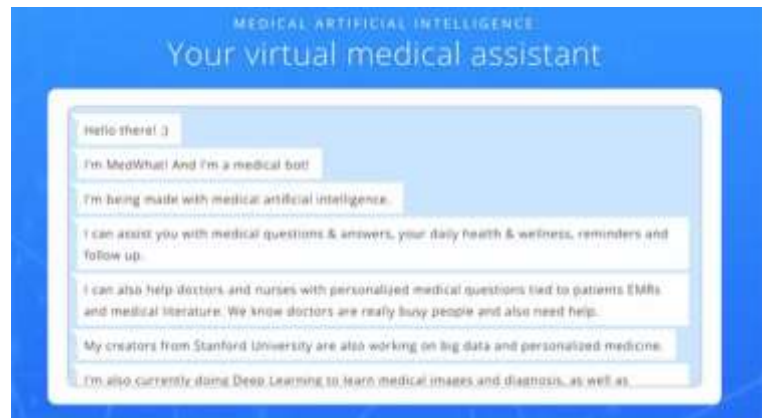 MEDICAL ARTIFICIAL INTELLIGENCE
Your virtual medical assistant
Hello there! :)
I'm MedWhat! And I'm a medical bot!
I'm being made with medical artificial intelligence.
I can assist you with medical questions & answers, your daily health & wellness, reminders and
follow up.
I can also help doctors and nurses with personalized medical questions tied to patients EMRs
and medical literature. We know doctors are really busy people and also need help.
My creators from Stanford University are also working on big data and personalized medicine.
I'm also currently doing Deep Learning to learn medical images and diagnosis, as well as